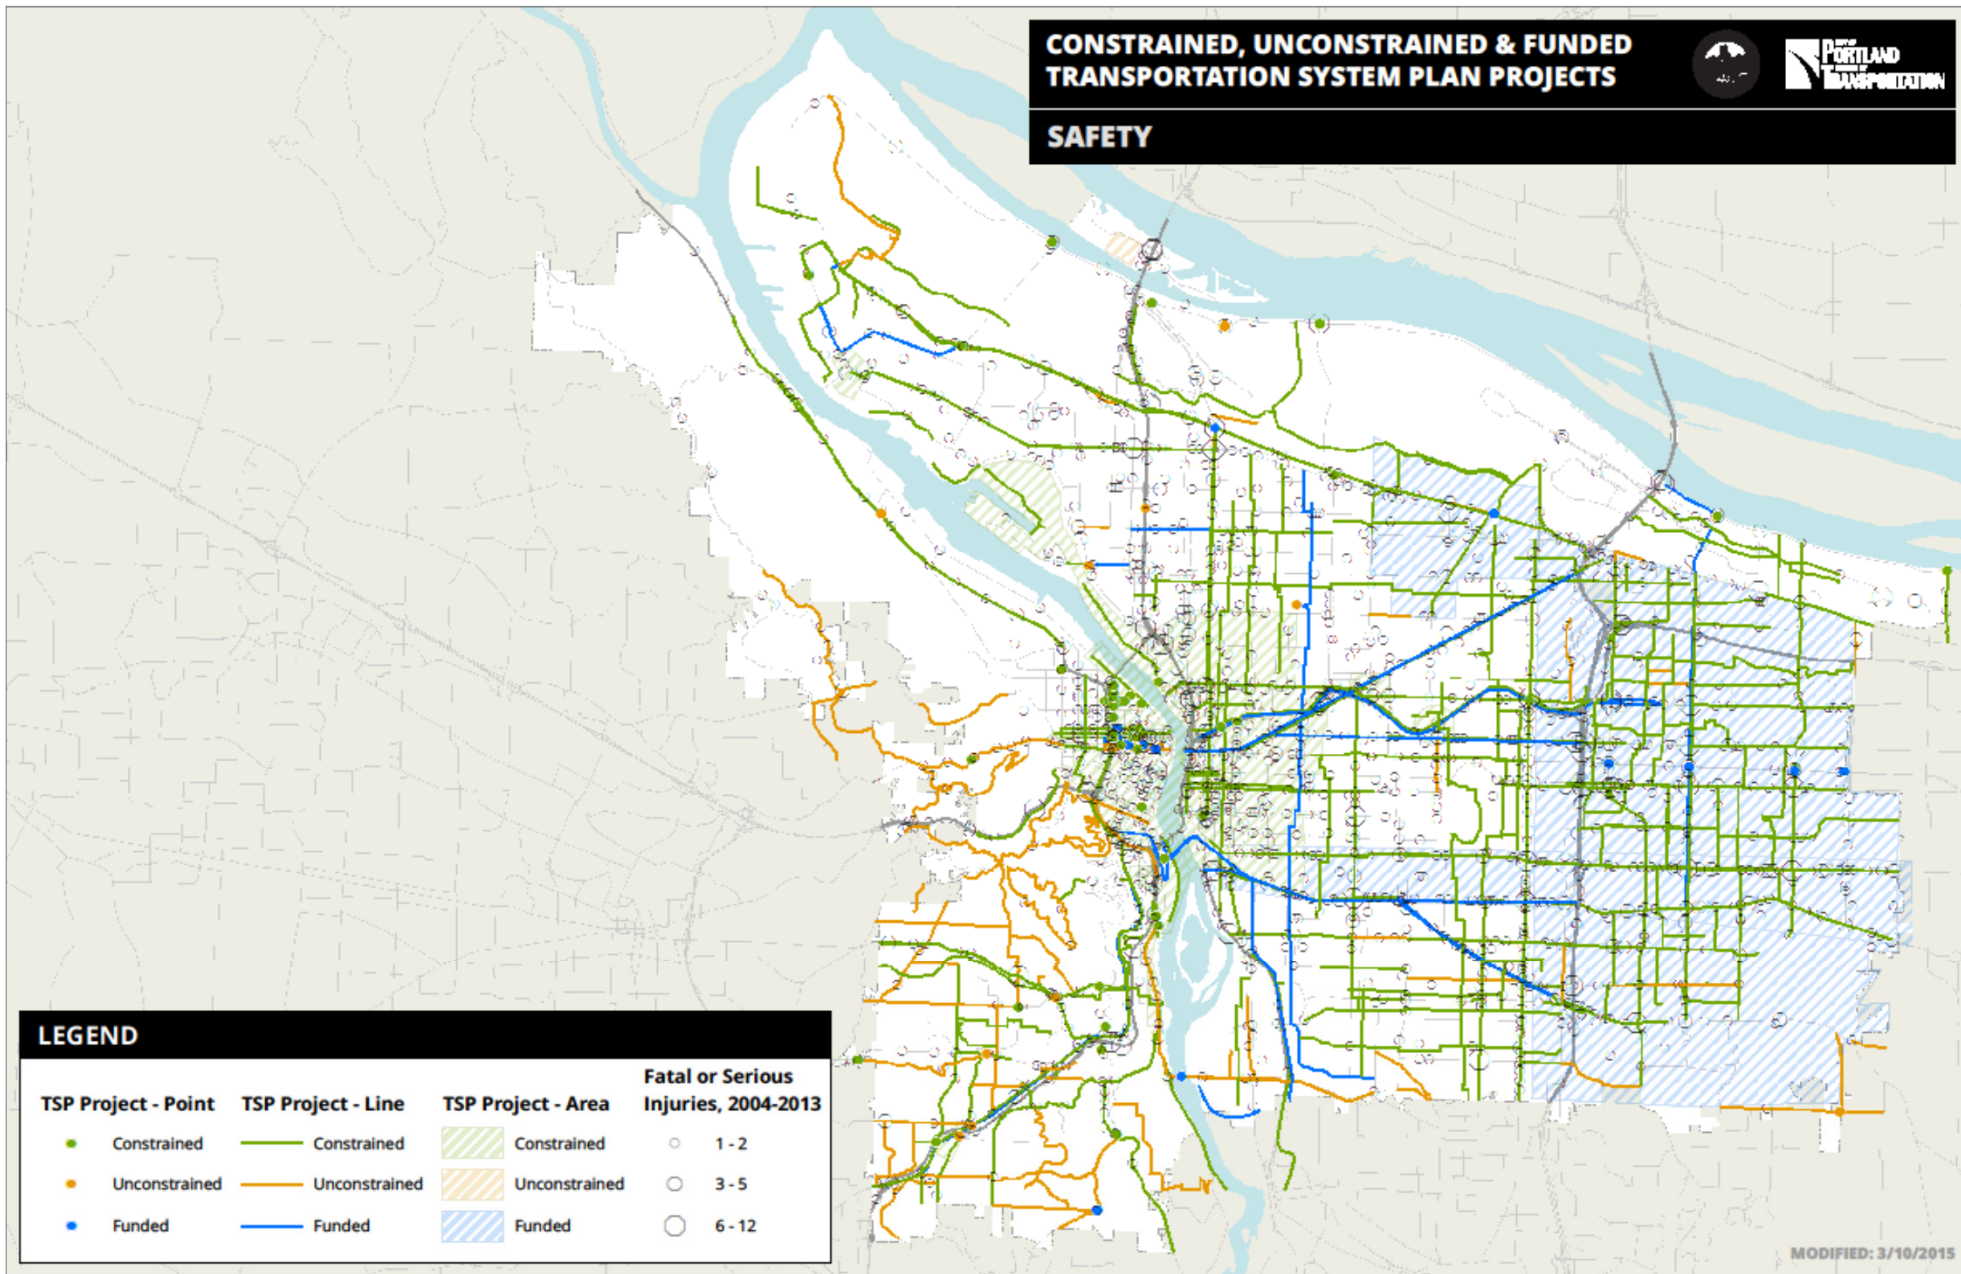 CONSTRAINED, UNCONSTRAINED & FUNDED
TRANSPORTATION SYSTEM PLAN PROJECTS
PORTLAND
TRANSPORTATION
SAFETY
LEGEND
TSP Project - Point
Constrained
Unconstrained
Funded
TSP Project - Line
Constrained
Unconstrained
Funded
TSP Project - Area
Constrained
Unconstrained
Funded
Fatal or Serious
Injuries, 2004-2013
1 - 2
3 - 5
6 - 12
MODIFIED: 3/10/2015